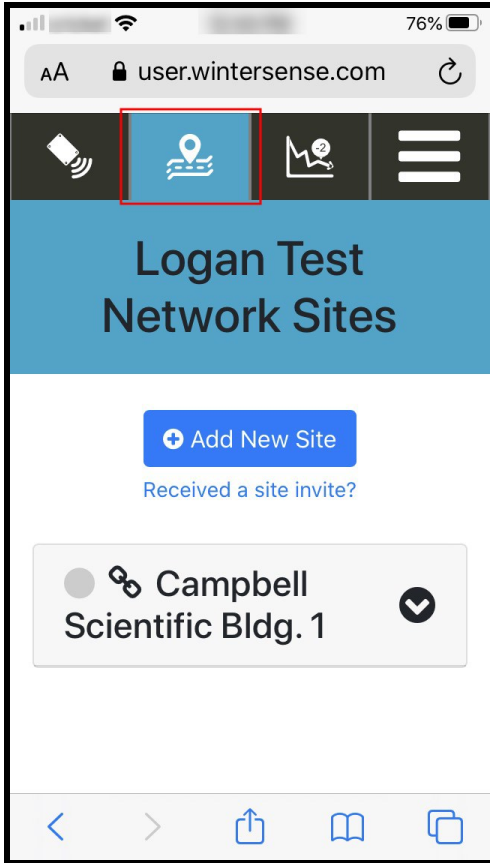 76%
AA user.wintersense.com
-2
Logan Test
Network Sites
Add New Site
Received a site invite?
Campbell
Scientific Bldg. 1